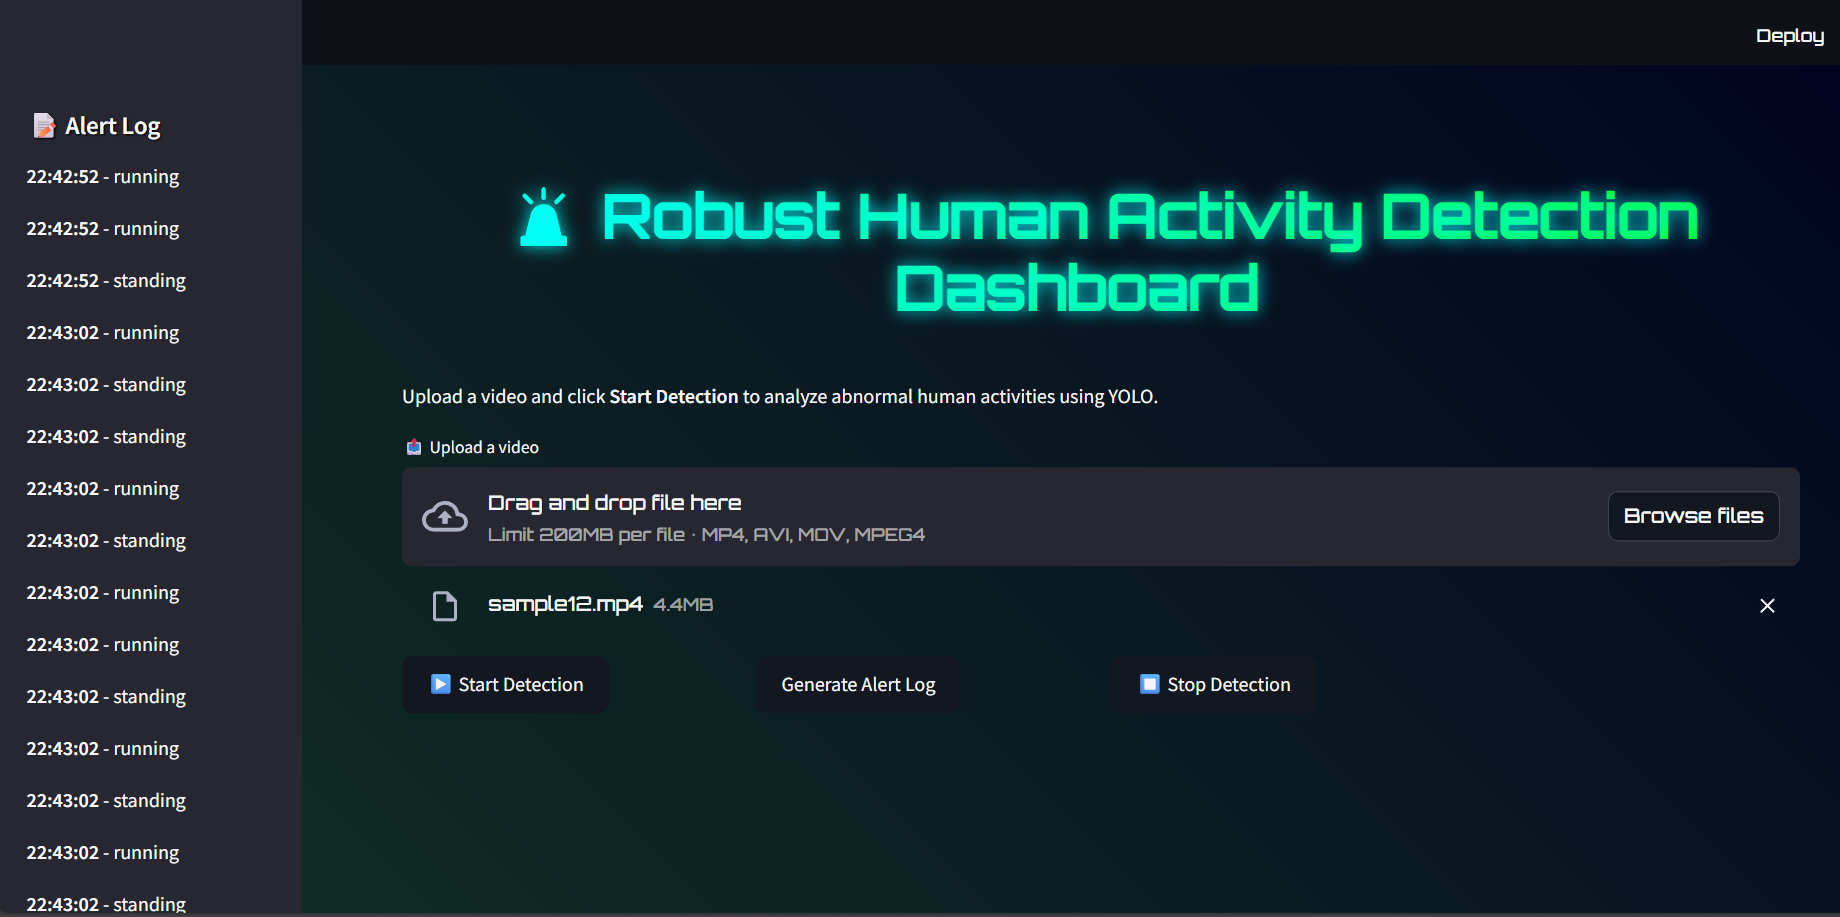 Deploy
Alert Log
22:42:52 - running
22:42:52 - running
22:42:52 - standing
22:43:02 - running
22:43:02 - standing
22:43:02 - standing
22:43:02 - running
22:43:02 - standing
22:43:02 - running
22:43:02 - running
22:43:02 - standing
22:43:02 - running
22:43:02 - standing
22:43:02 - running
22:43:02 - standing
Robust Human Activity Detection
Dashboard
Upload a video and click Start Detection to analyze abnormal human activities using YOLO.
Upload a video
Drag and drop file here
Limit 200MB per file · MP4, AVI, MOV, MPEG4
Browse files
sample12.mp4 4.4MB
Start Detection
Generate Alert Log
Stop Detection